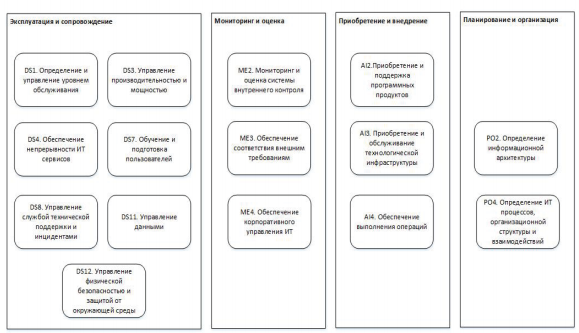 Эксплуатация и сопровождение
DS1. Определение и
управление уровнем
обслуживания
DS3. Управление
производительностью и
мощностью
DS4. Обеспечение
непрерывности ИТ
сервисов
DS7. Обучение и
подготовка
пользователей
DS8. Управление
службой технической
поддержки и
инцидентами
DS11. Управление
данными
DS12. Управление
физической
безопасностью и
защитой от
окружающей среды
Мониторинг и оценка
ME2. Мониторинг и
оценка системы
внутреннего контроля
ME3. Обеспечение
соответствия внешним
требованиям
ME4. Обеспечение
корпоративного
управления ИТ
Приобретение и внедрение
AI2.Приобретение и
поддержка
программных
продуктов
AI3. Приобретение и
обслуживание
технологической
инфраструктуры
AI4. Обеспечение
выполнения операций
Планирование и организация
PO2. Определение
информационной
архитектуры
PO4. Определение ИТ
процессов,
организационной
структуры и
взаимодействий